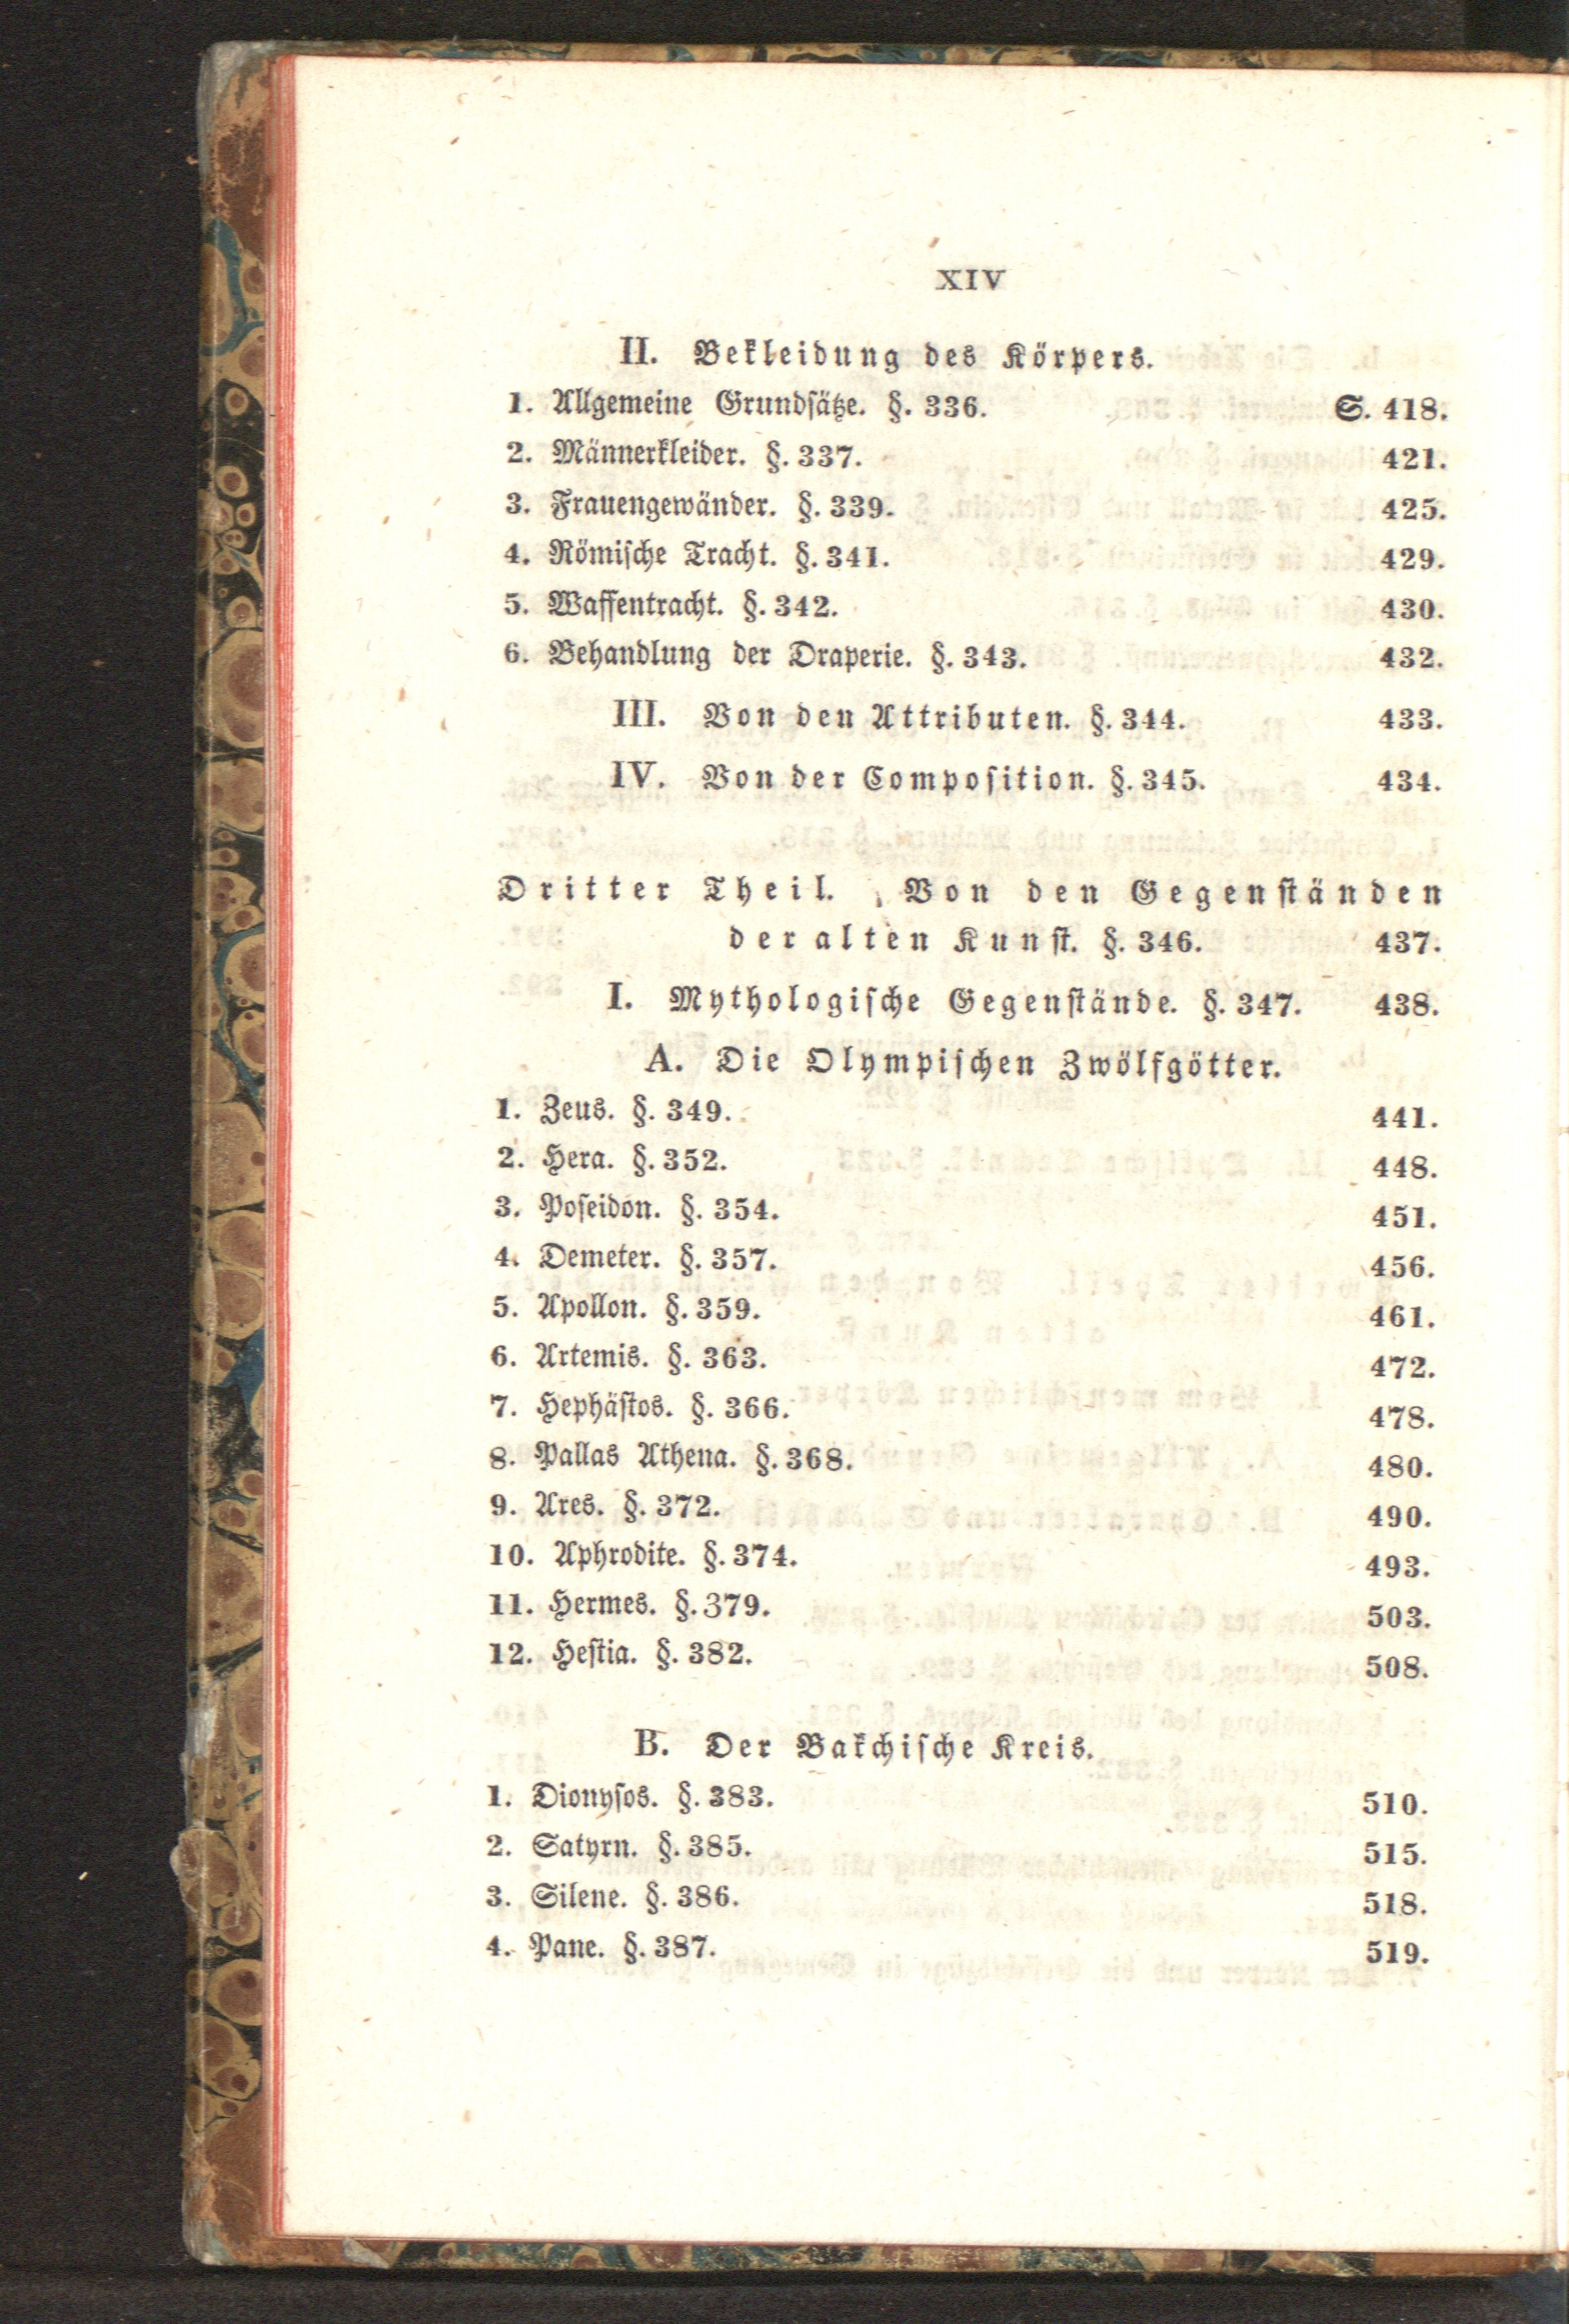 XIV
II. Bekleidung des Körpers.
1. Allgemeine Grundsätze. §. 336. S. 418.
2. Männerkleider. §. 337. 421.
3. Frauengewänder. §. 339. 425.
4. Römische Tracht. §. 341. 429.
5. Waffentracht. §. 342. 430.
6. Behandlung der Draperie. §. 343. 432.
III. Von den Attributen. §. 344. 433.
IV. Von der Composition. §. 345. 434.
Dritter Theil. Von den Gegenständen
der alten Kunst. §. 346. 437.
I. Mythologische Gegenstände. §. 347. 438.
A. Die Olympischen Zwölfgötter.
1. Zeus. §. 349. 441.
2. Hera. §. 352. 448.
3. Poseidon. §. 354. 451.
4. Demeter. §. 357. 456.
5. Apollon. §. 359. 461.
6. Artemis. §. 363. 472.
7. Hephästos. §. 366. 478.
8. Pallas Athena. §. 368. 480.
9. Ares. §. 372. 490.
10. Aphrodite. §. 374. 493.
11. Hermes. §. 379. 503.
12. Hestia. §. 382. 508.
B. Der Bakchische Kreis.
1. Dionysos. §. 383. 510.
2. Satyrn. §. 385. 515.
3. Silene. §. 386. 518.
4. Pane. §. 387. 519.